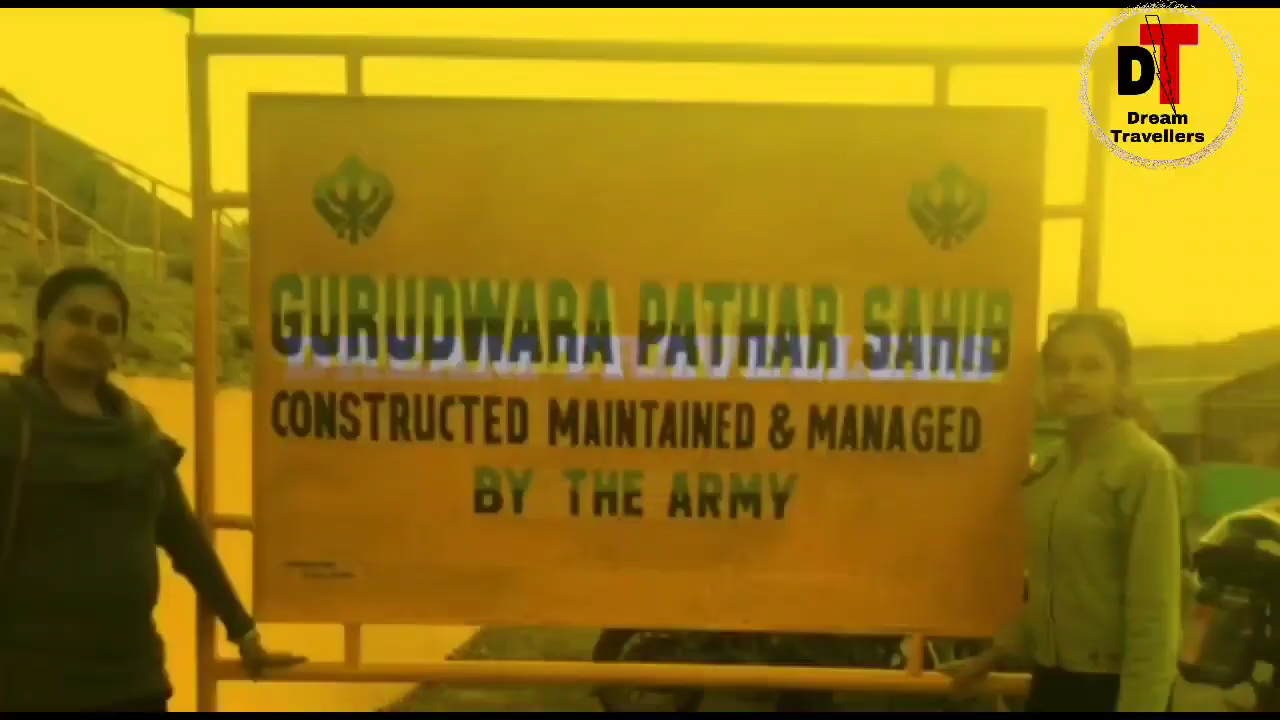 DT
Dream
Travellers
GURUDWARA PATHAR SAHIB
CONSTRUCTED MAINTAINED & MANAGED
BY THE ARMY